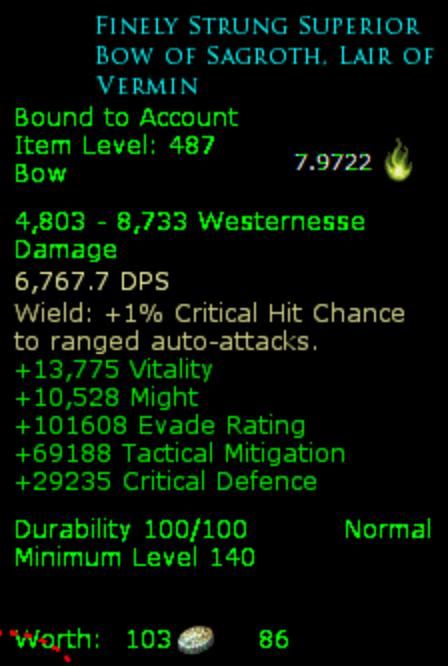 Finely Strung Superior
Bow of Sagroth, Lair of
Vermin
Bound to Account
Item Level: 487
7.9722
Bow
4,803 - 8,733 Westernesse
Damage
6,767.7 DPS
Wield: +1% Critical Hit Chance
to ranged auto-attacks.
+13,775 Vitality
+10,528 Might
+101608 Evade Rating
+69188 Tactical Mitigation
+29235 Critical Defence
Durability 100/100 Normal
Minimum Level 140
Worth: 103 86